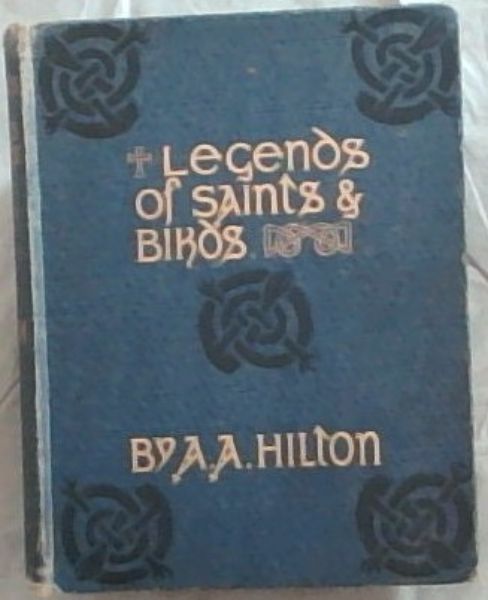 ✝ Legends
of Saints &
Birds
By A.A. Hilton